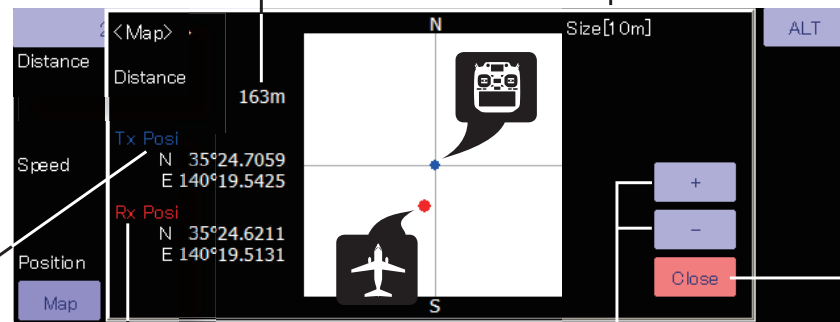 <Map>
N
Size[10m]
ALT
Distance
Distance
163m
Tx Posi
N 35°24.7059
E 140°19.5425
Speed
+
Rx Posi
N 35°24.6211
E 140°19.5131
−
Position
Close
Map
S